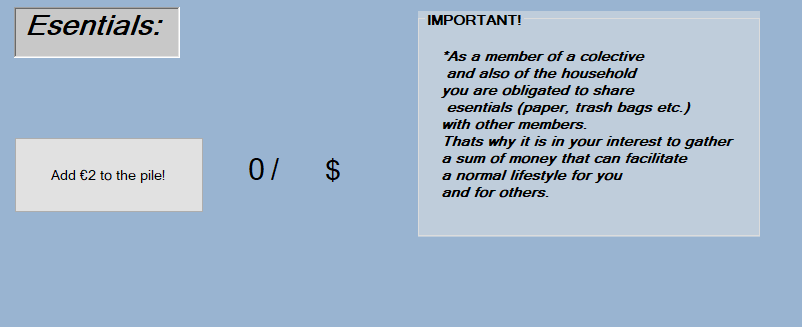 Esentials:
IMPORTANT!
*As a member of a colective
and also of the household
you are obligated to share
esentials (paper, trash bags etc.)
with other members.
Thats why it is in your interest to gather
a sum of money that can facilitate
a normal lifestyle for you
and for others.
Add €2 to the pile!
0 / $